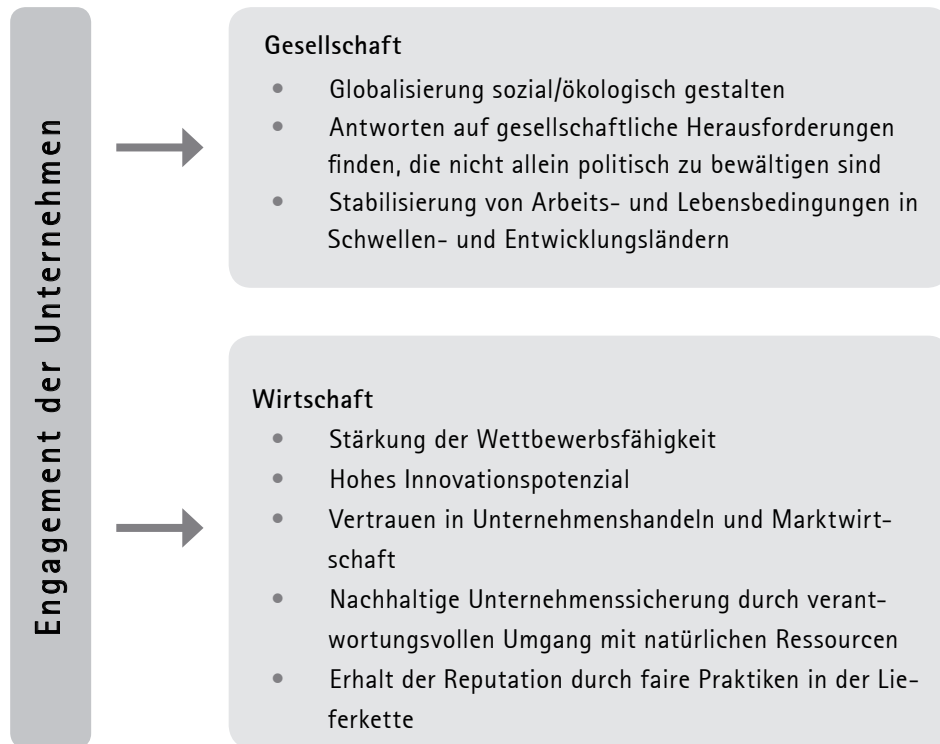 Engagement der Unternehmen
Gesellschaft
• Globalisierung sozial/ökologisch gestalten
• Antworten auf gesellschaftliche Herausforderungen
finden, die nicht allein politisch zu bewältigen sind
• Stabilisierung von Arbeits- und Lebensbedingungen in
Schwellen- und Entwicklungsländern
Wirtschaft
• Stärkung der Wettbewerbsfähigkeit
• Hohes Innovationspotenzial
• Vertrauen in Unternehmenshandeln und Marktwirt-
schaft
• Nachhaltige Unternehmenssicherung durch verant-
wortungsvollen Umgang mit natürlichen Ressourcen
• Erhalt der Reputation durch faire Praktiken in der Lie-
ferkette